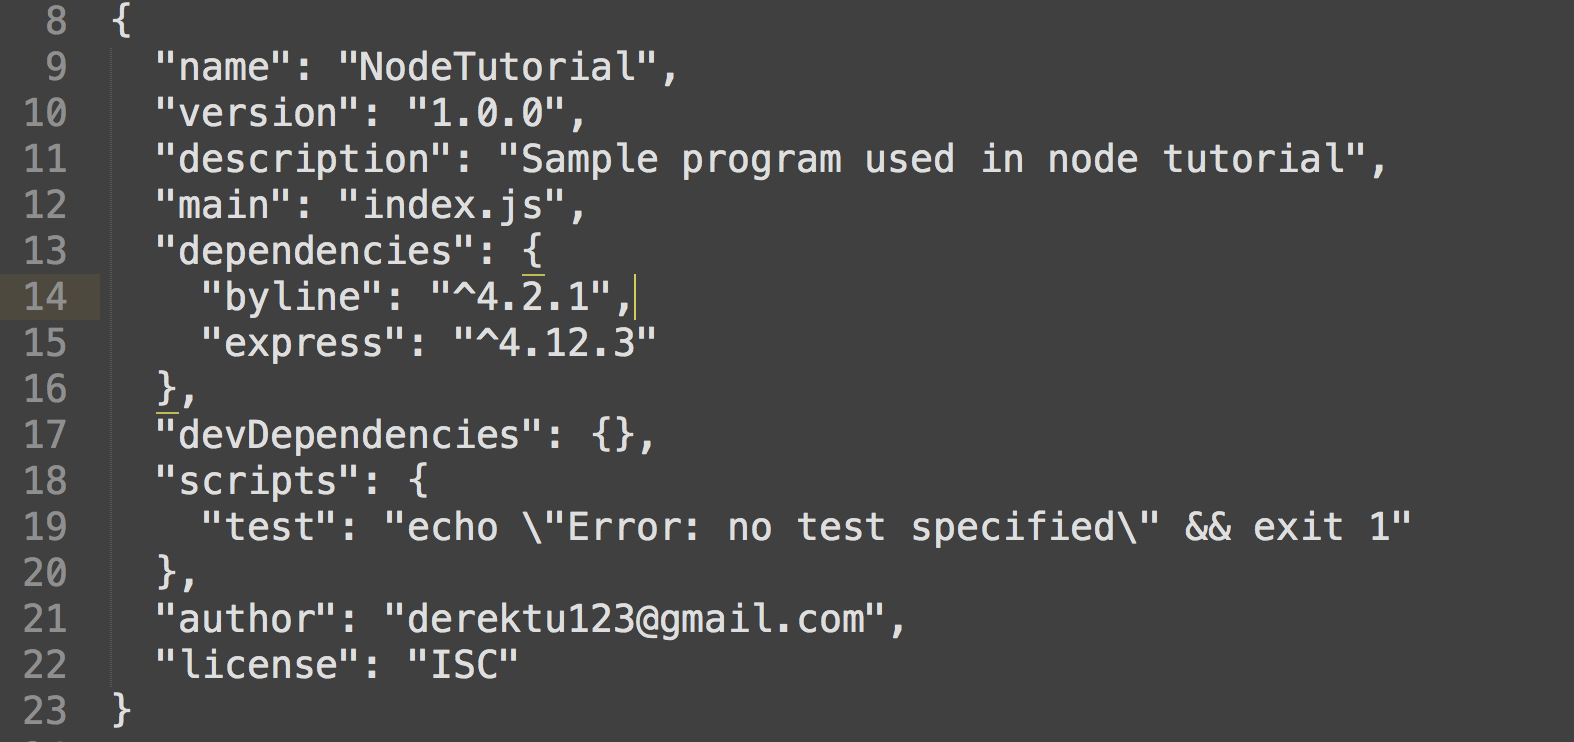 8 {
9   "name": "NodeTutorial",
10   "version": "1.0.0",
11   "description": "Sample program used in node tutorial",
12   "main": "index.js",
13   "dependencies": {
14     "byline": "^4.2.1",
15     "express": "^4.12.3"
16   },
17   "devDependencies": {},
18   "scripts": {
19     "test": "echo \"Error: no test specified\" && exit 1"
20   },
21   "author": "derektu123@gmail.com",
22   "license": "ISC"
23 }